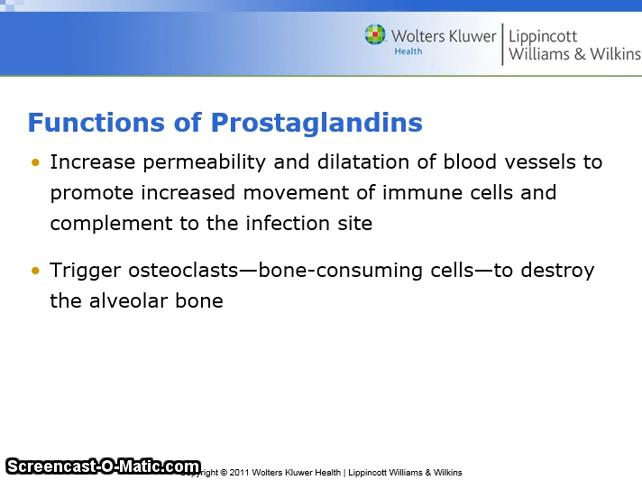 Wolters Kluwer
Health
Lippincott
Williams & Wilkins
Functions of Prostaglandins
• Increase permeability and dilatation of blood vessels to
promote increased movement of immune cells and
complement to the infection site
• Trigger osteoclasts—bone-consuming cells—to destroy
the alveolar bone
Screencast-O-Matic.com
pyright © 2011 Wolters Kluwer Health | Lippincott Williams & Wilkins